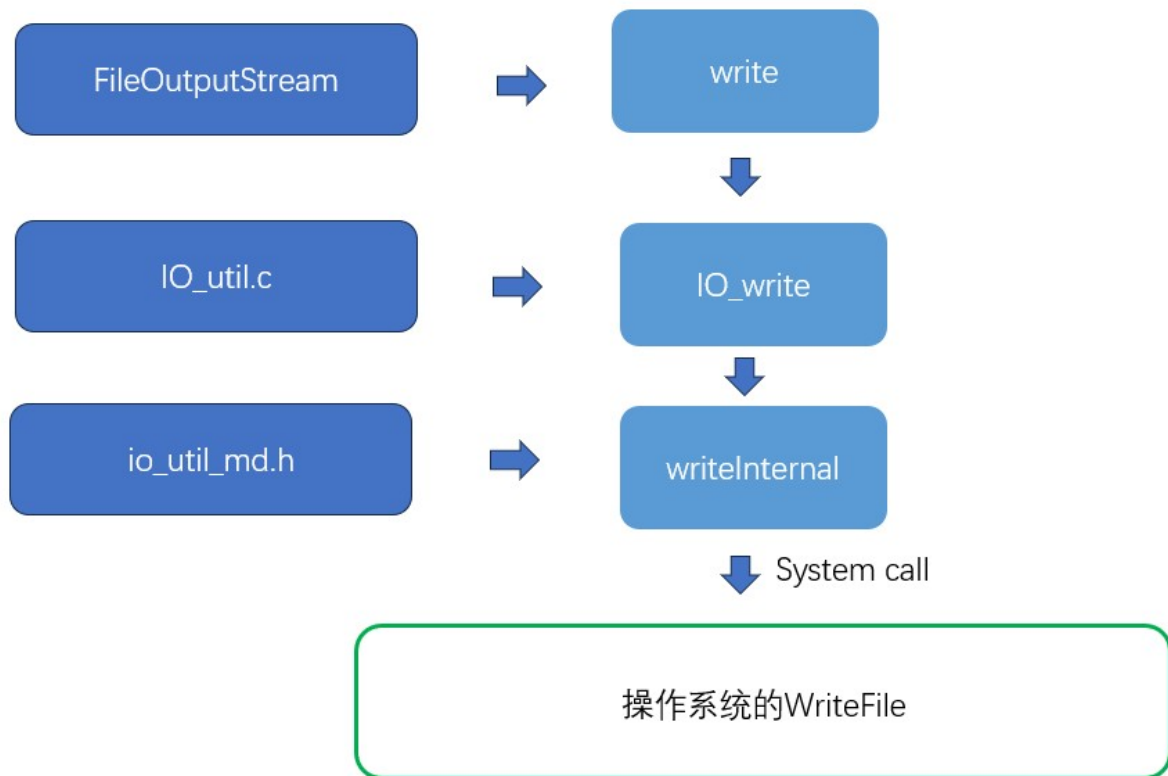 FileOutputStream
write
IO_util.c
IO_write
io_util_md.h
writeInternal
System call
操作系统的WriteFile